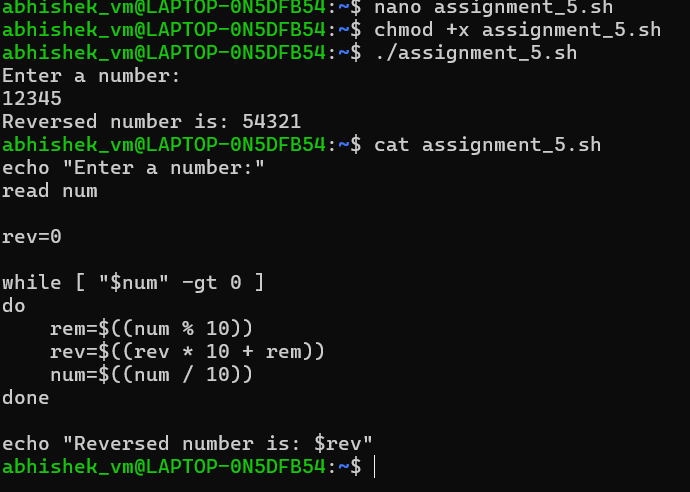 abhishek_vm@LAPTOP-0N5DFB54:~$ nano assignment_5.sh
abhishek_vm@LAPTOP-0N5DFB54:~$ chmod +x assignment_5.sh
abhishek_vm@LAPTOP-0N5DFB54:~$ ./assignment_5.sh
Enter a number:
12345
Reversed number is: 54321
abhishek_vm@LAPTOP-0N5DFB54:~$ cat assignment_5.sh
echo "Enter a number:"
read num

rev=0

while [ "$num" -gt 0 ]
do
    rem=$((num % 10))
    rev=$((rev * 10 + rem))
    num=$((num / 10))
done

echo "Reversed number is: $rev"
abhishek_vm@LAPTOP-0N5DFB54:~$